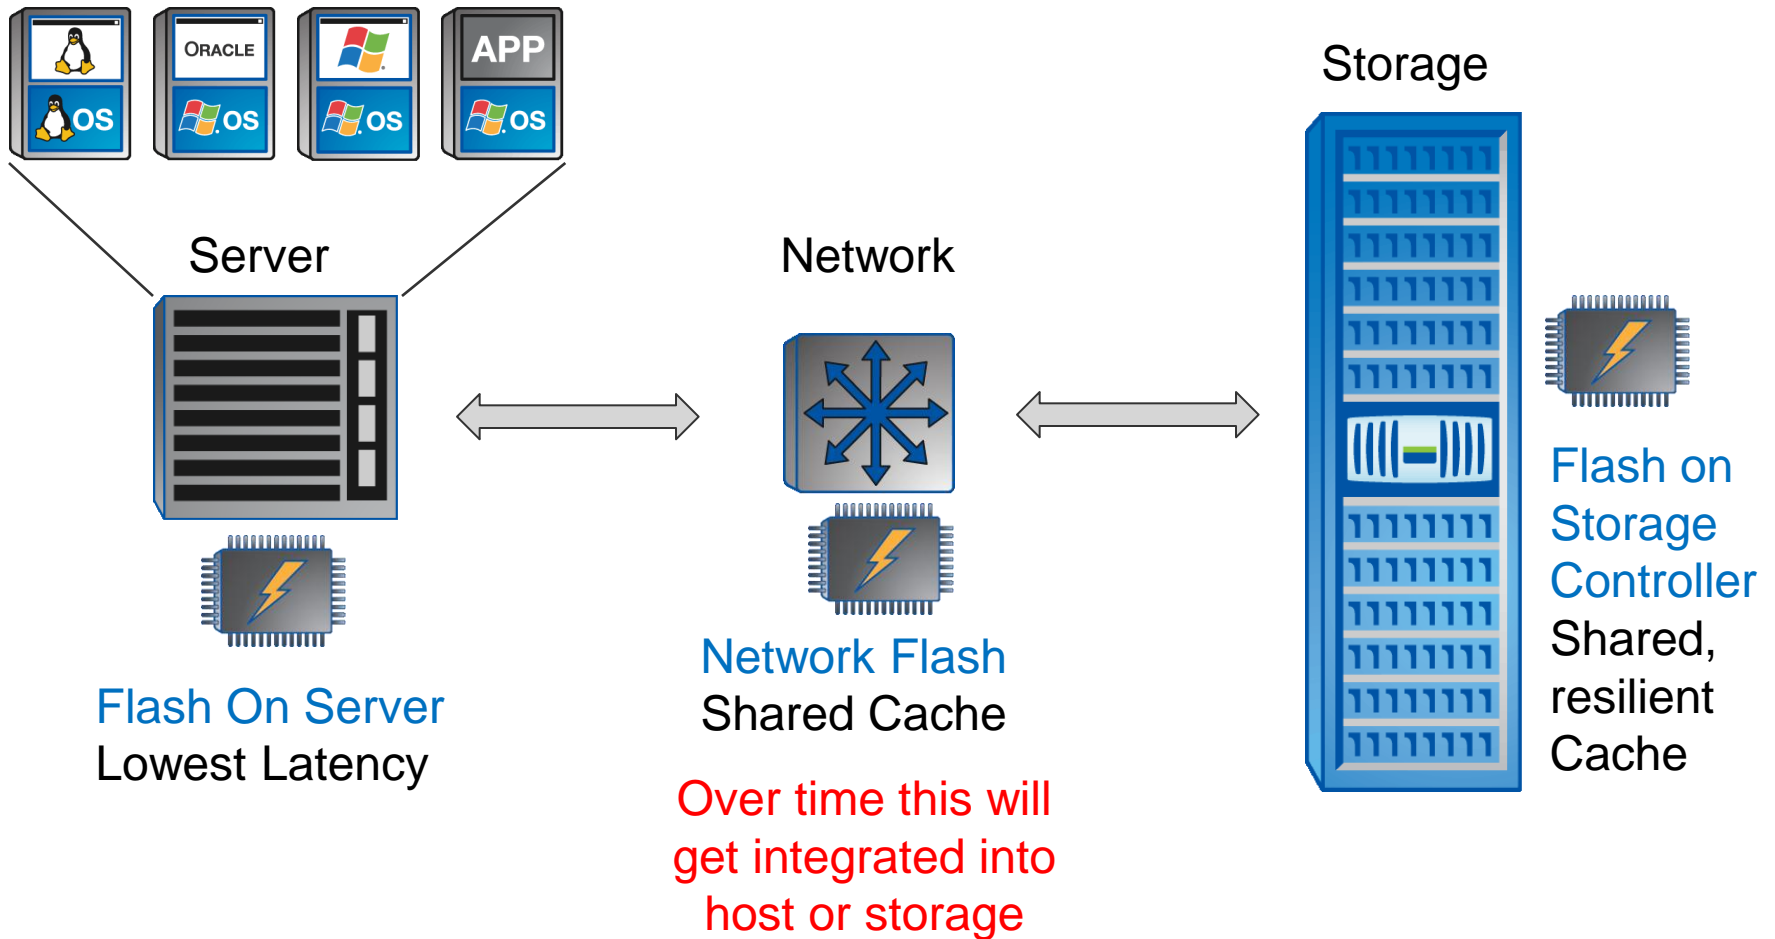 ORACLE
APP
OS
OS
OS
OS
Server
Network
Storage
Flash On Server
Lowest Latency
Network Flash
Shared Cache
Over time this will
get integrated into
host or storage
Flash on
Storage
Controller
Shared,
resilient
Cache